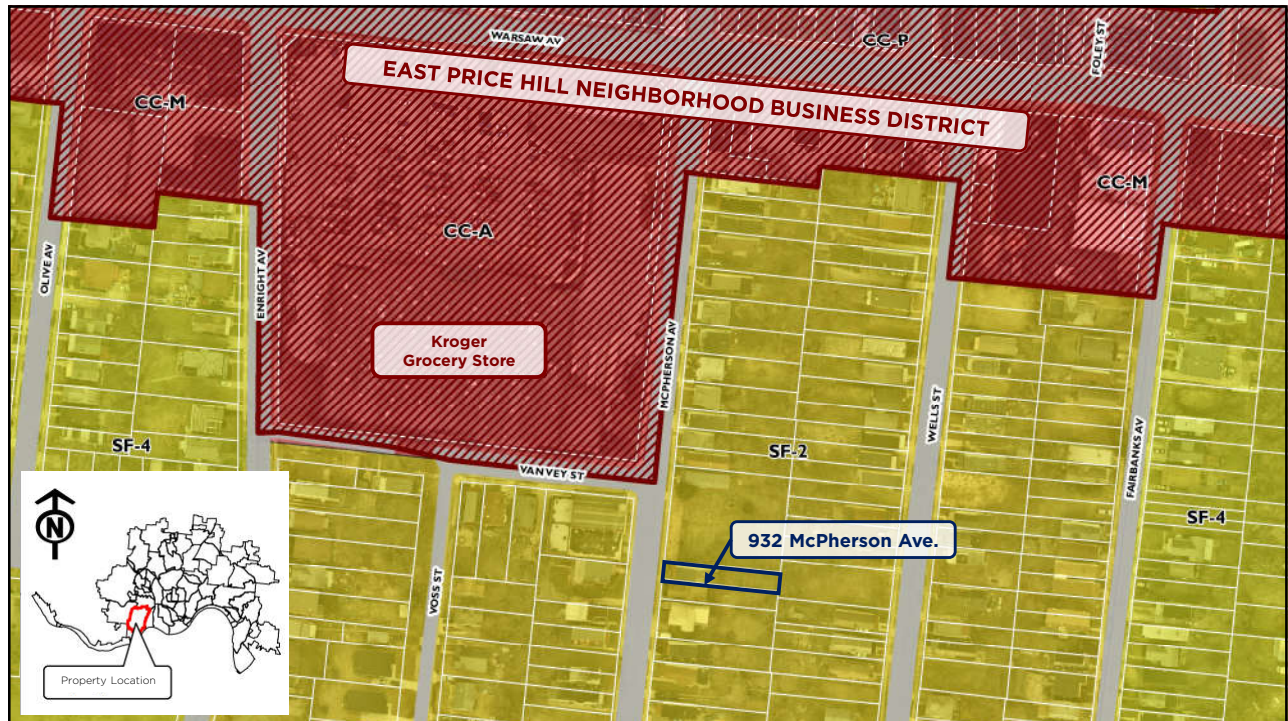 WARSAW AV
CC-P
FOLEY ST
EAST PRICE HILL NEIGHBORHOOD BUSINESS DISTRICT
CC-M
CC-M
CC-A
OLIVE AV
ENRIGHT AV
Kroger
Grocery Store
MCPHERSON AV
WELLS ST
FAIRBANKS AV
SF-4
SF-2
VANVEY ST
SF-4
932 McPherson Ave.
VOSS ST
N
Property Location